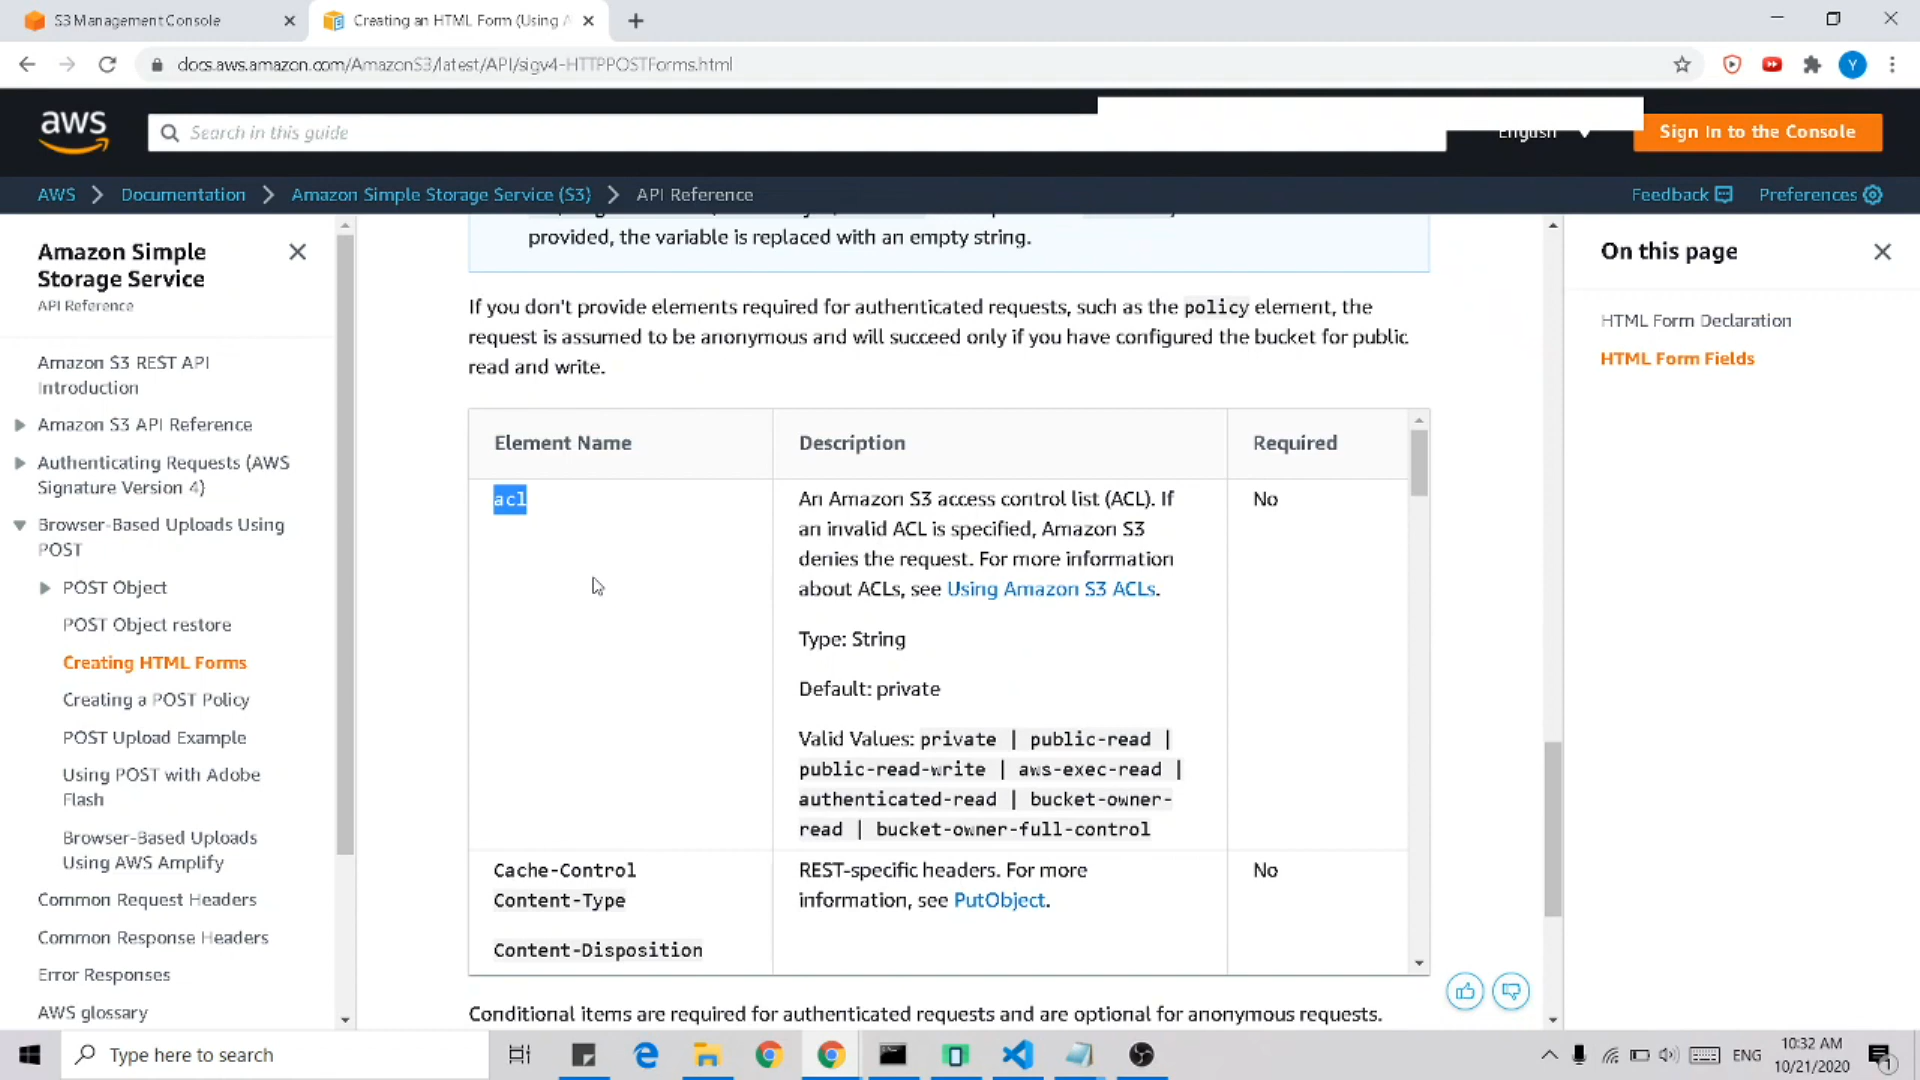 S3 Management Console
Creating an HTML Form (Using A
docs.aws.amazon.com/AmazonS3/latest/API/sigv4-HTTPPOSTForms.html
Y
aws
Search in this guide
English
Sign In to the Console
AWS
Documentation
Amazon Simple Storage Service (S3)
API Reference
Feedback
Preferences
Amazon Simple
Storage Service
API Reference
Amazon S3 REST API
Introduction
Amazon S3 API Reference
Authenticating Requests (AWS
Signature Version 4)
Browser-Based Uploads Using
POST
POST Object
POST Object restore
Creating HTML Forms
Creating a POST Policy
POST Upload Example
Using POST with Adobe
Flash
Browser-Based Uploads
Using AWS Amplify
Common Request Headers
Common Response Headers
Error Responses
AWS glossary
provided, the variable is replaced with an empty string.
If you don't provide elements required for authenticated requests, such as the policy element, the
request is assumed to be anonymous and will succeed only if you have configured the bucket for public
read and write.
Element Name
Description
Required
acl
An Amazon S3 access control list (ACL). If
an invalid ACL is specified, Amazon S3
denies the request. For more information
about ACLs, see Using Amazon S3 ACLs.
Type: String
Default: private
Valid Values: private | public-read |
public-read-write | aws-exec-read |
authenticated-read | bucket-owner-
read | bucket-owner-full-control
No
Cache-Control
Content-Type
Content-Disposition
REST-specific headers. For more
information, see PutObject.
No
Conditional items are required for authenticated requests and are optional for anonymous requests.
On this page
HTML Form Declaration
HTML Form Fields
Type here to search
ENG
10:32 AM
10/21/2020
1